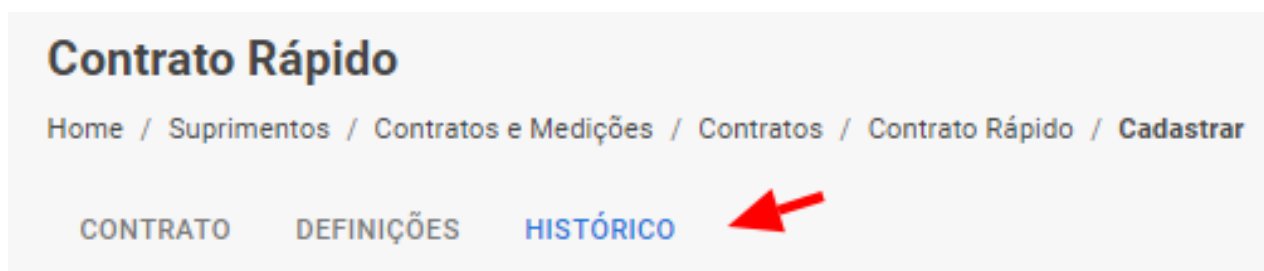 Contrato Rápido
Home / Suprimentos / Contratos e Medições / Contratos / Contrato Rápido / Cadastrar
CONTRATO DEFINIÇÕES HISTÓRICO